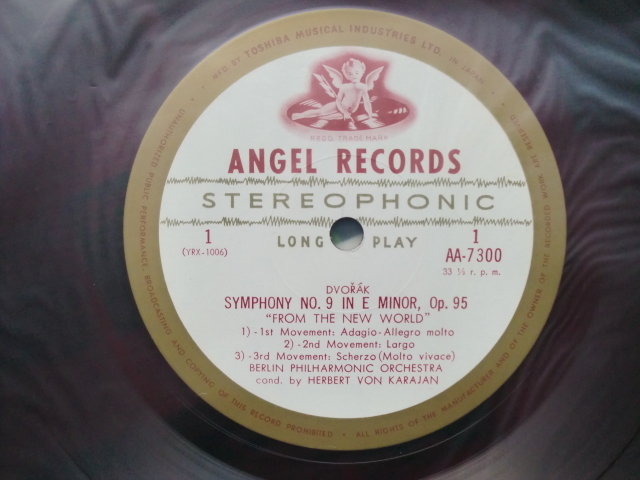 MFD. BY TOSHIBA MUSICAL INDUSTRIES LTD. IN JAPAN
REGD. TRADE MARK
ANGEL RECORDS
STEREOPHONIC
LONG PLAY
1
(YRX-1006)
1
AA-7300
33 ⅓ r. p. m.
DVOŘÁK
SYMPHONY NO. 9 IN E MINOR, Op. 95
"FROM THE NEW WORLD"
1)-1st Movement: Adagio-Allegro molto
2)-2nd Movement: Largo
3)-3rd Movement: Scherzo (Molto vivace)
BERLIN PHILHARMONIC ORCHESTRA
cond. by HERBERT VON KARAJAN
ALL RIGHTS OF THE MANUFACTURER AND OF THE OWNER OF THE RECORDED WORK RESERVED
UNAUTHORIZED PUBLIC PERFORMANCE, BROADCASTING AND COPYING OF THIS RECORD PROHIBITED